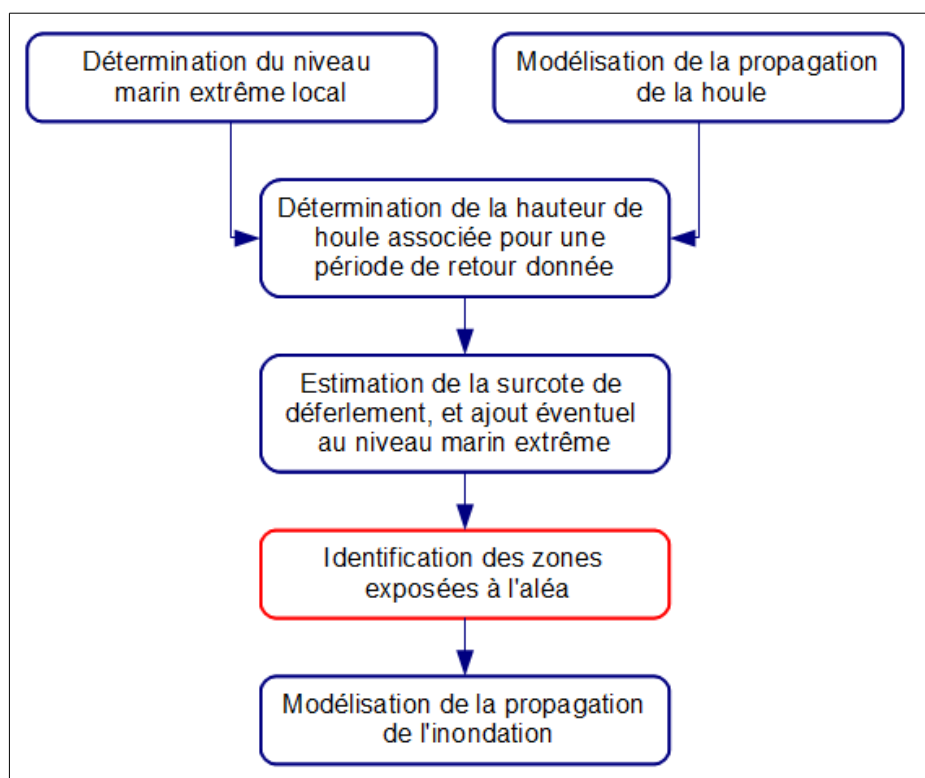 Détermination du niveau
marin extrême local
Modélisation de la propagation
de la houle
Détermination de la hauteur de
houle associée pour une
période de retour donnée
Estimation de la surcote de
déferlement, et ajout éventuel
au niveau marin extrême
Identification des zones
exposées à l'aléa
Modélisation de la propagation
de l'inondation